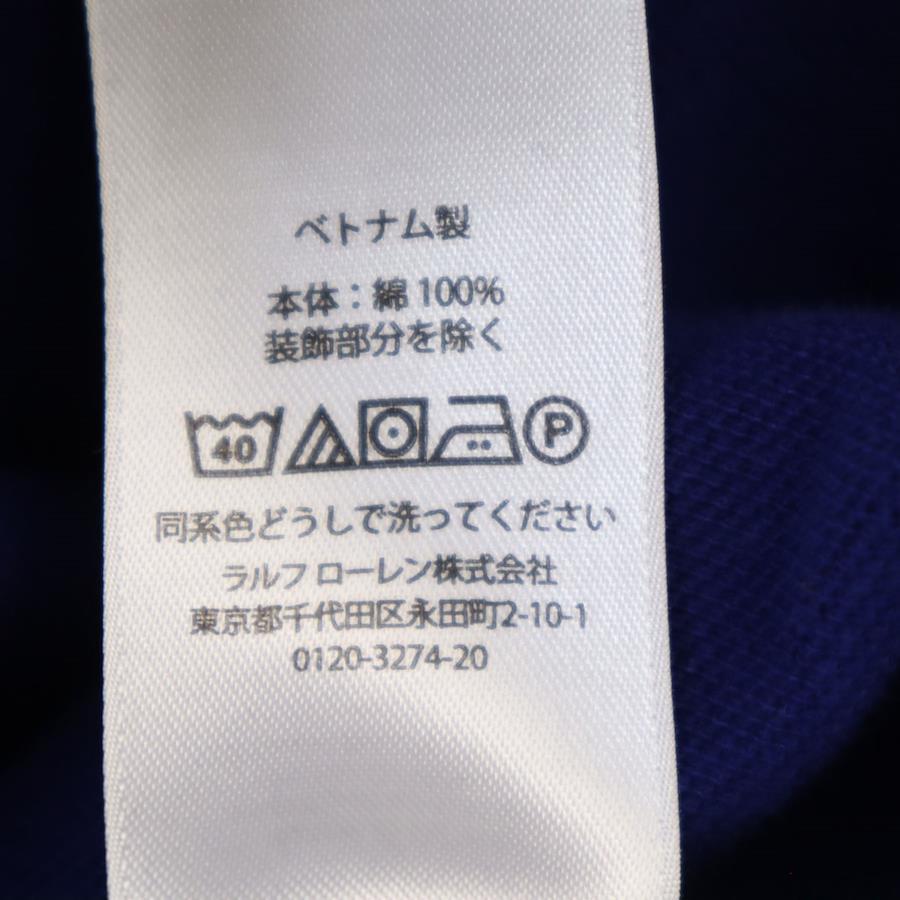 ベトナム製
本体：綿100%
装飾部分を除く
40 P
同系色どうしで洗ってください
ラルフ ローレン株式会社
東京都千代田区永田町2-10-1
0120-3274-20